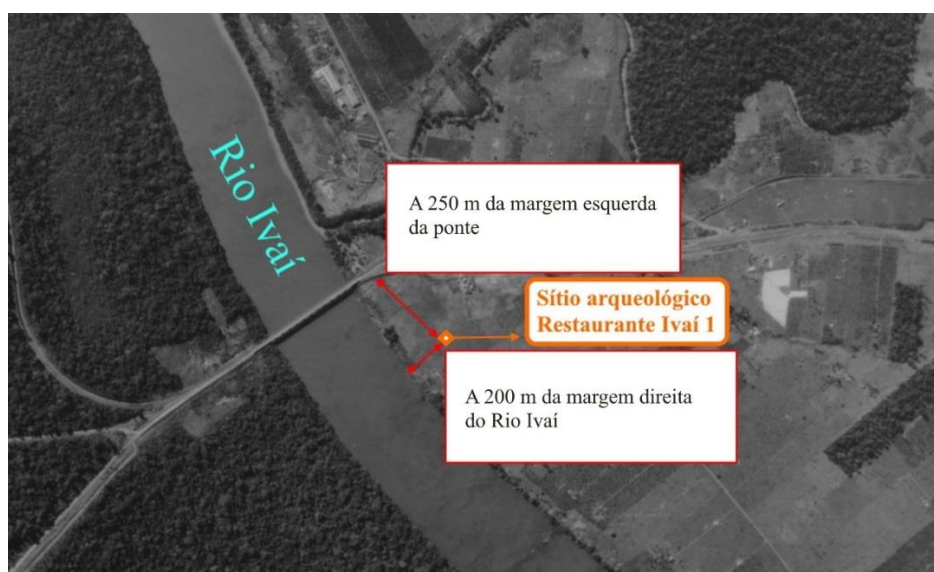 Rio Ivaí
A 250 m da margem esquerda
da ponte
Sítio arqueológico
Restaurante Ivaí 1
A 200 m da margem direita
do Rio Ivaí